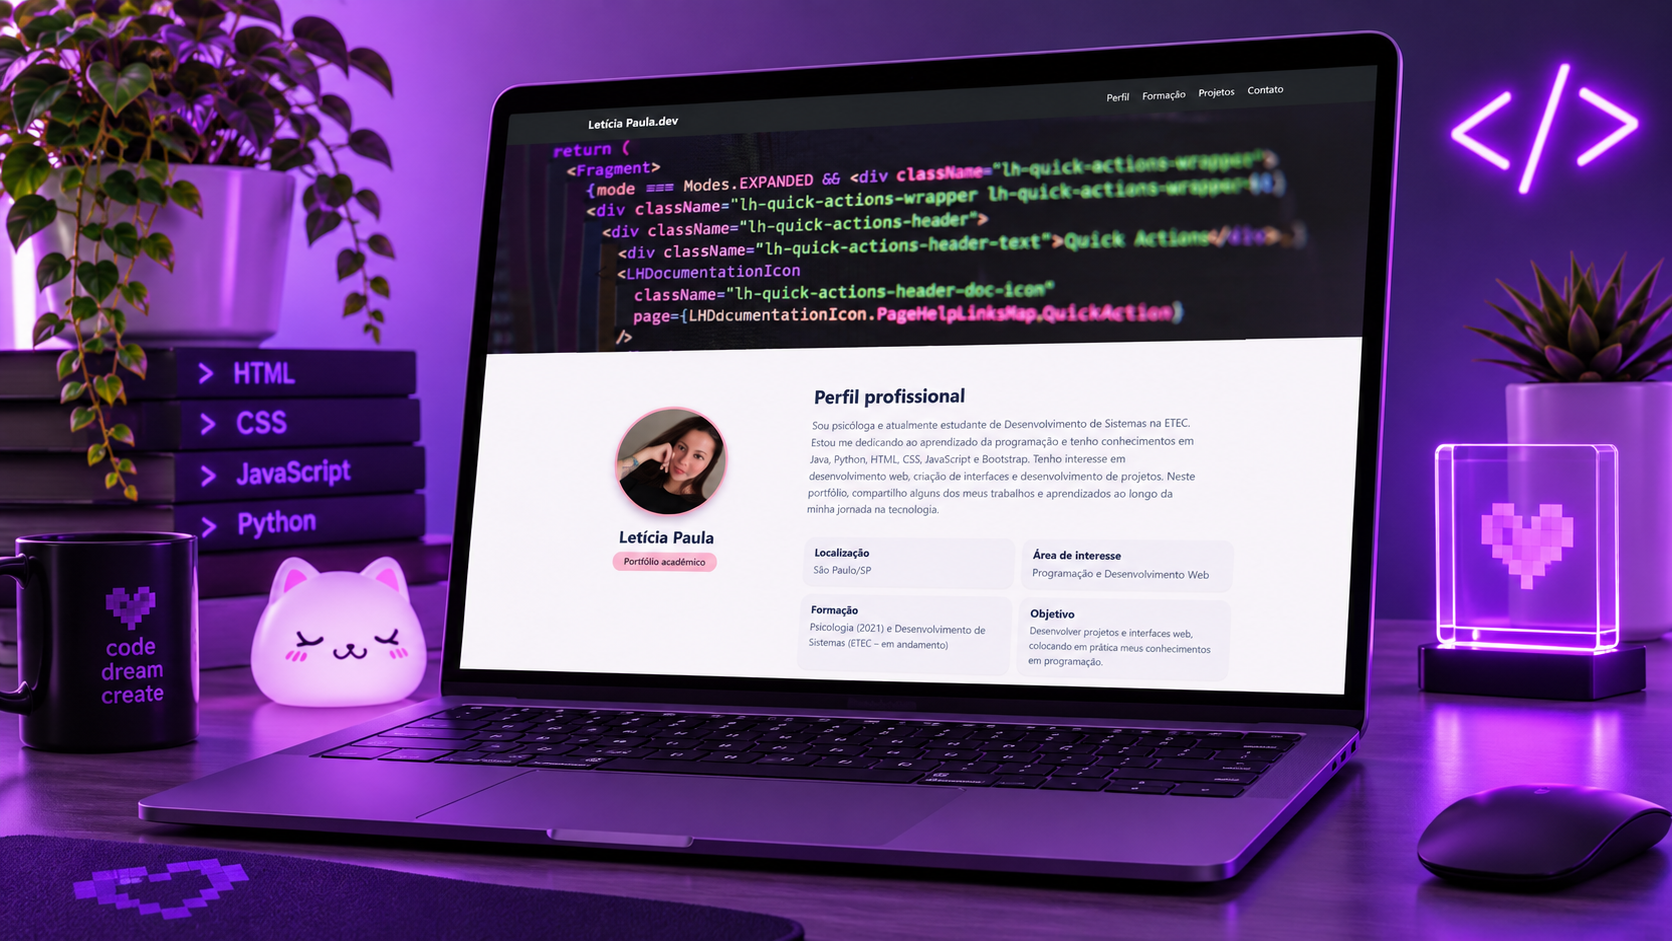 Letícia Paula.dev
Perfil Formação Projetos Contato
return (
<Fragment>
{mode === Modes.EXPANDED && <div className="lh-quick-actions-wrapper">
<div className="lh-quick-actions-wrapper lh-quick-actions-wrapper-
<div className="lh-quick-actions-header">
<div className="lh-quick-actions-header-text">Quick Actions</div>
<LHDocumentationIcon
className="lh-quick-actions-header-doc-icon"
page={LHDocumentationIcon.PageHelpLinksMap.QuickAction}
/>
Letícia Paula
Portfólio acadêmico
Perfil profissional
Sou psicóloga e atualmente estudante de Desenvolvimento de Sistemas na ETEC.
Estou me dedicando ao aprendizado da programação e tenho conhecimentos em
Java, Python, HTML, CSS, JavaScript e Bootstrap. Tenho interesse em
desenvolvimento web, criação de interfaces e desenvolvimento de projetos. Neste
portfólio, compartilho alguns dos meus trabalhos e aprendizados ao longo da
minha jornada na tecnologia.
Localização
São Paulo/SP
Área de interesse
Programação e Desenvolvimento Web
Formação
Psicologia (2021) e Desenvolvimento de
Sistemas (ETEC – em andamento)
Objetivo
Desenvolver projetos e interfaces web,
colocando em prática meus conhecimentos
em programação.
> HTML
> CSS
> JavaScript
> Python
code
dream
create
</>